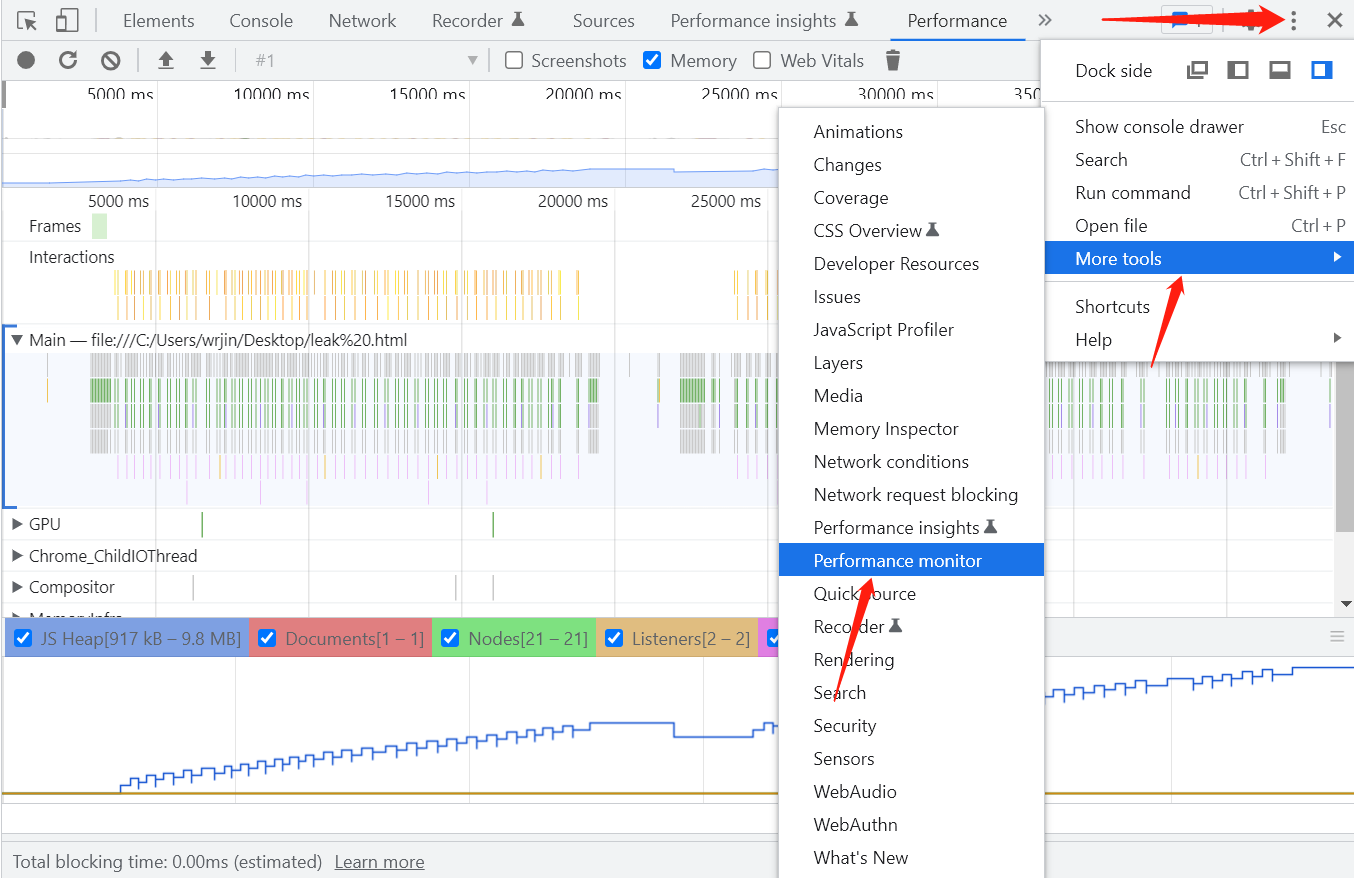 Elements Console Network Recorder Sources Performance insights Performance
#1 Screenshots Memory Web Vitals
5000 ms 10000 ms 15000 ms 20000 ms 25000 ms 30000 ms
5000 ms 10000 ms 15000 ms 20000 ms 25000 ms
Frames
Interactions
Main — file:///C:/Users/wrjin/Desktop/leak%20.html
GPU
Chrome_ChildIOThread
Compositor
JS Heap[917 kB – 9.8 MB] Documents[1 – 1] Nodes[21 – 21] Listeners[2 – 2]
Total blocking time: 0.00ms (estimated) Learn more
Dock side
Show console drawer Esc
Search Ctrl + Shift + F
Run command Ctrl + Shift + P
Open file Ctrl + P
More tools
Shortcuts
Help
Animations
Changes
Coverage
CSS Overview
Developer Resources
Issues
JavaScript Profiler
Layers
Media
Memory Inspector
Network conditions
Network request blocking
Performance insights
Performance monitor
Quick source
Recorder
Rendering
Search
Security
Sensors
WebAudio
WebAuthn
What's New